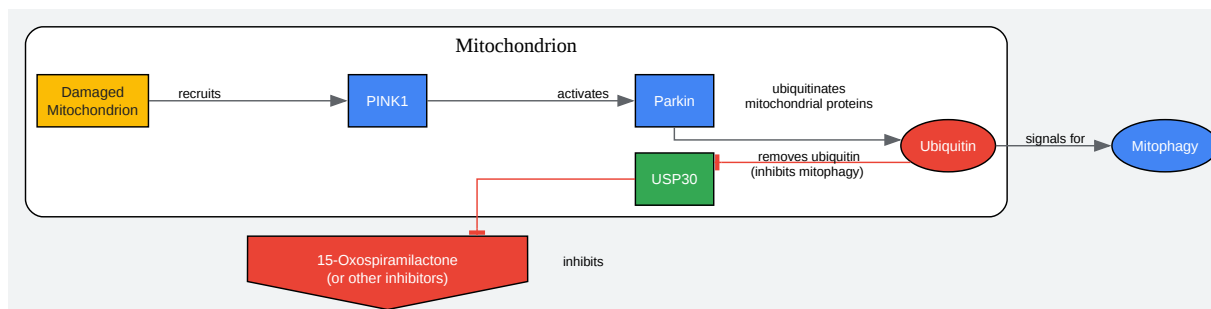 Mitochondrion
Damaged
Mitochondrion
recruits
PINK1
activates
Parkin
ubiquitinates
mitochondrial proteins
Ubiquitin
signals for
Mitophagy
removes ubiquitin
(inhibits mitophagy)
USP30
15-Oxospiramilactone
(or other inhibitors)
inhibits